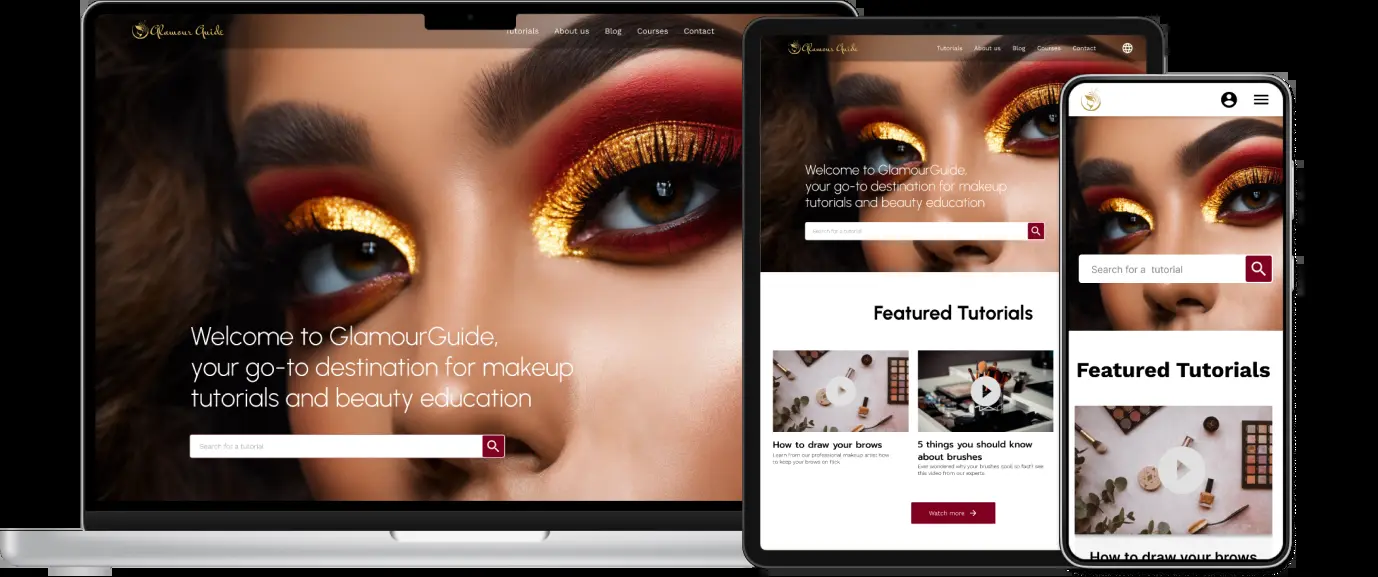 Glamour Guide
Tutorials About us Blog Courses Contact
Welcome to GlamourGuide,
your go-to destination for makeup
tutorials and beauty education
Search for a tutorial
Glamour Guide
Tutorials About us Blog Courses Contact
Welcome to GlamourGuide,
your go-to destination for makeup
tutorials and beauty education
Search for a tutorial
Featured Tutorials
How to draw your brows
Learn from our professional makeup artist how
to keep your brows on flick
5 things you should know
about brushes
Ever wondered why your brushes spoil so fast? see
this video from our experts
Watch more
Search for a tutorial
Featured Tutorials
How to draw your brows